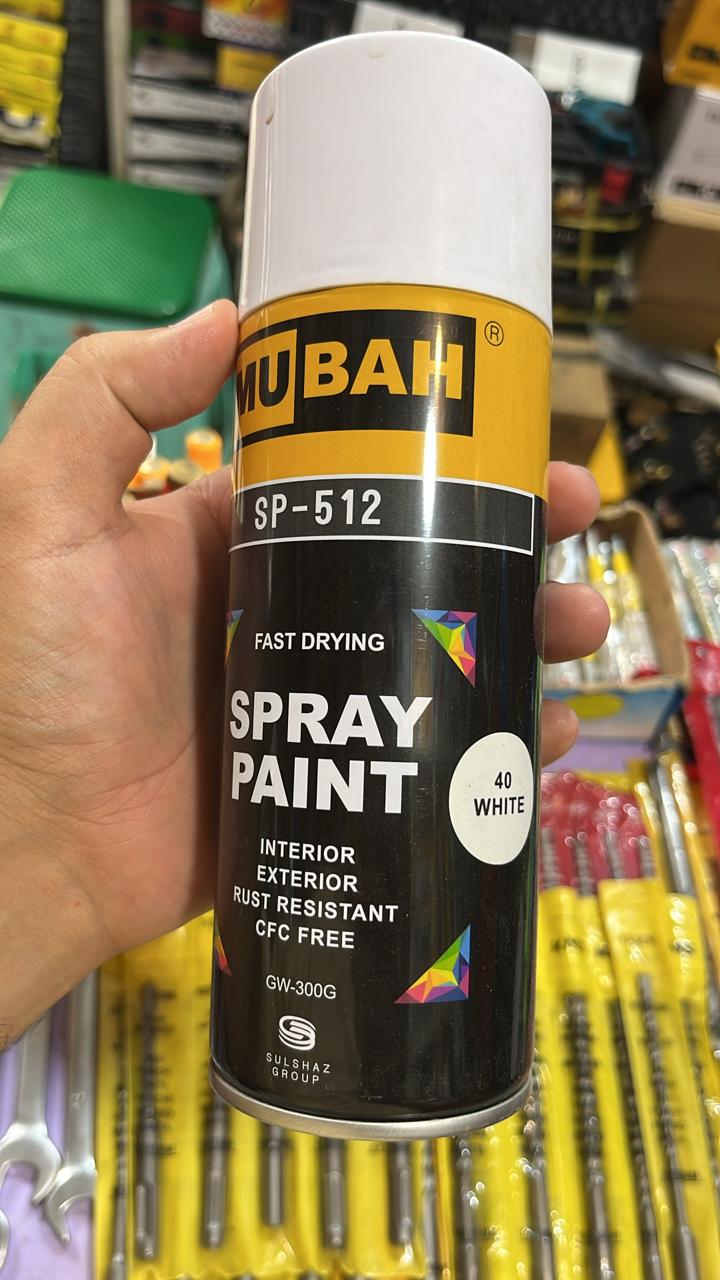 MUBAH ®
SP-512
FAST DRYING
SPRAY
PAINT
40
WHITE
INTERIOR
EXTERIOR
RUST RESISTANT
CFC FREE
GW-300G
SULSHAZ
GROUP